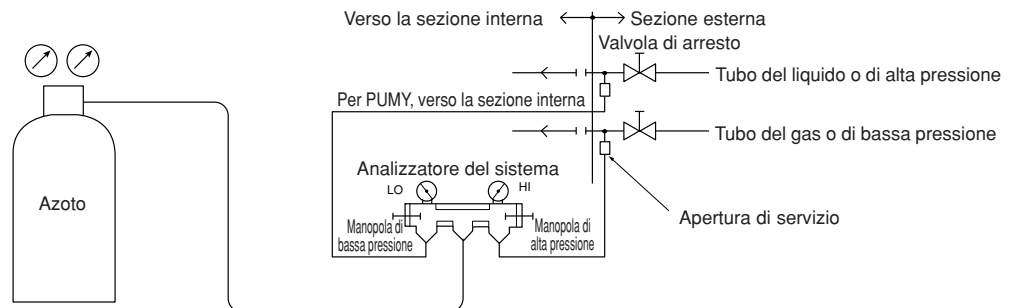 Verso la sezione interna
Sezione esterna
Valvola di arresto
Tubo del liquido o di alta pressione
Per PUMY, verso la sezione interna
Tubo del gas o di bassa pressione
Analizzatore del sistema
LO
HI
Azoto
Manopola di
bassa pressione
Manopola di
alta pressione
Apertura di servizio